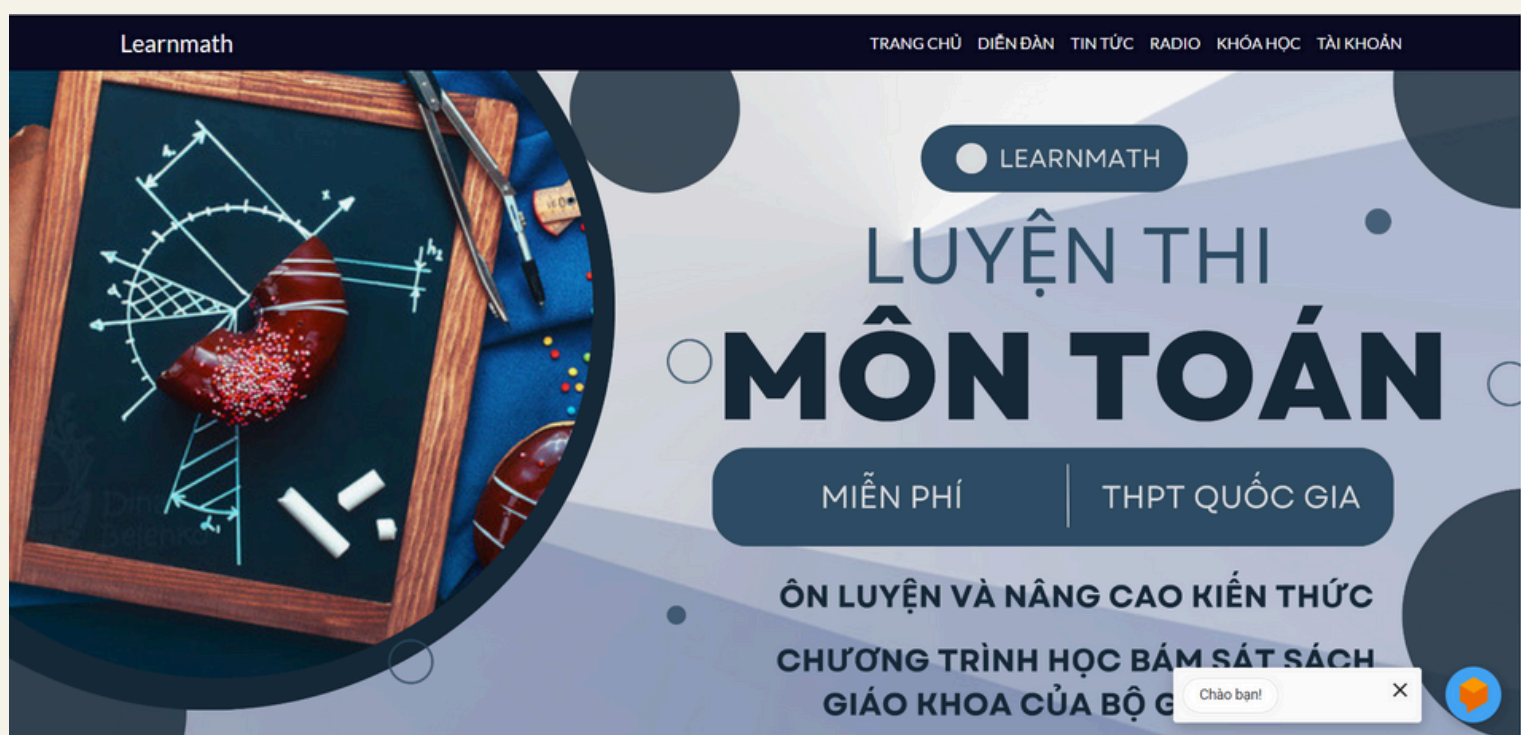 Learnmath
TRANG CHỦ DIỄN ĐÀN TIN TỨC RADIO KHÓA HỌC TÀI KHOẢN
LEARNMATH
LUYỆN THI
MÔN TOÁN
MIỄN PHÍ THPT QUỐC GIA
ÔN LUYỆN VÀ NÂNG CAO KIẾN THỨC
CHƯƠNG TRÌNH HỌC BÁM SÁT SÁCH
GIÁO KHOA CỦA BỘ
Chào bạn!
h₂
x
Belenko